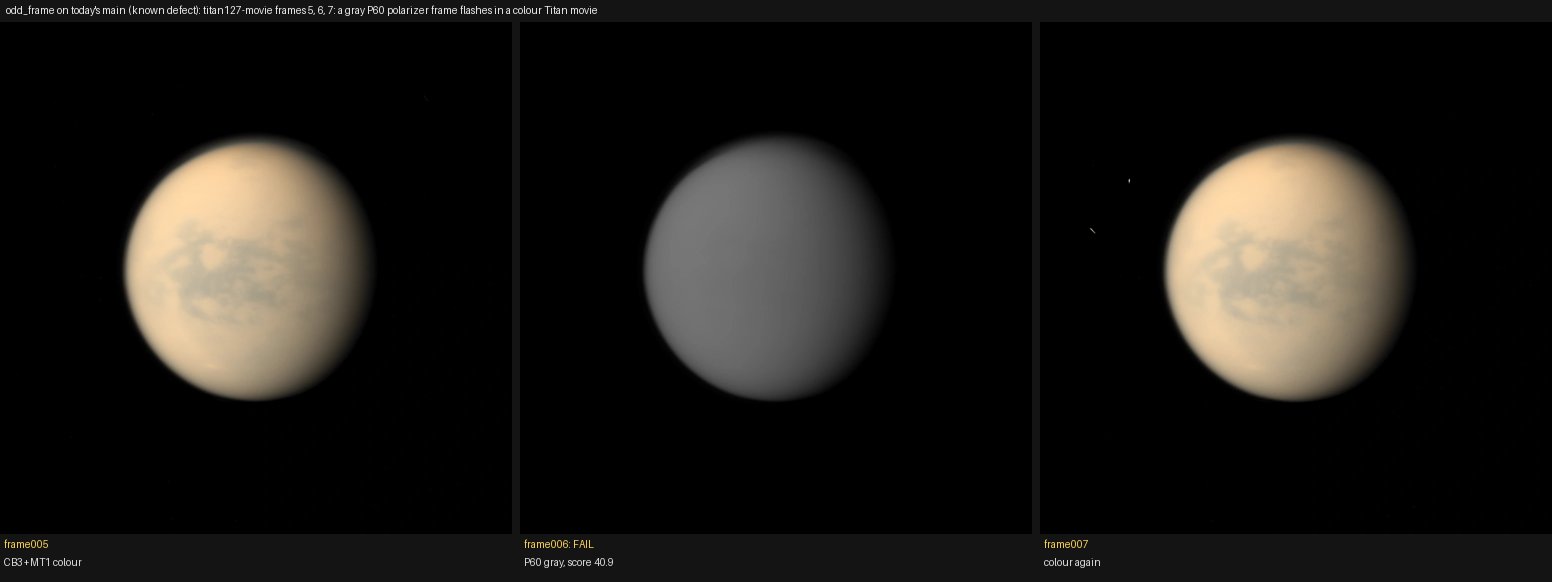 odd_frame on today's main (known defect): titan127-movie frames 5, 6, 7: a gray P60 polarizer frame flashes in a colour Titan movie
frame005
CB3+MT1 colour
frame006: FAIL
P60 gray, score 40.9
frame007
colour again